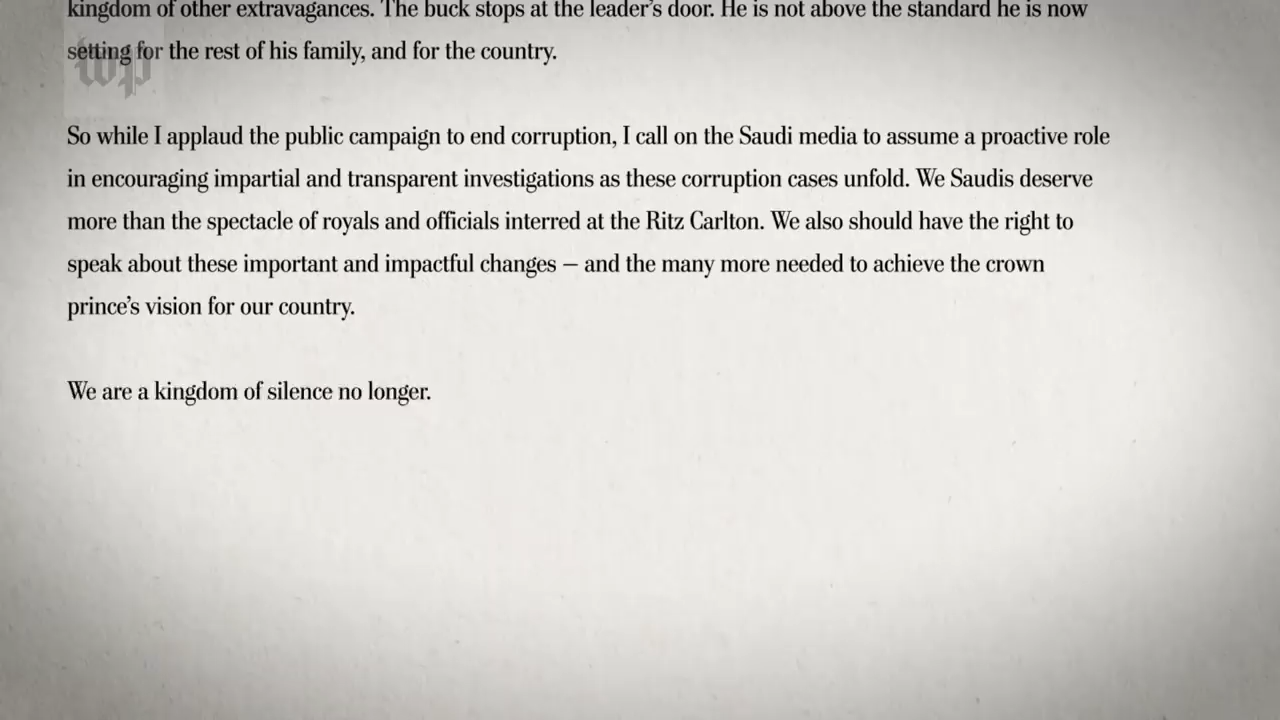 kingdom of other extravagances. The buck stops at the leader's door. He is not above the standard he is now
setting for the rest of his family, and for the country.
wp
So while I applaud the public campaign to end corruption, I call on the Saudi media to assume a proactive role
in encouraging impartial and transparent investigations as these corruption cases unfold. We Saudis deserve
more than the spectacle of royals and officials interred at the Ritz Carlton. We also should have the right to
speak about these important and impactful changes – and the many more needed to achieve the crown
prince's vision for our country.
We are a kingdom of silence no longer.